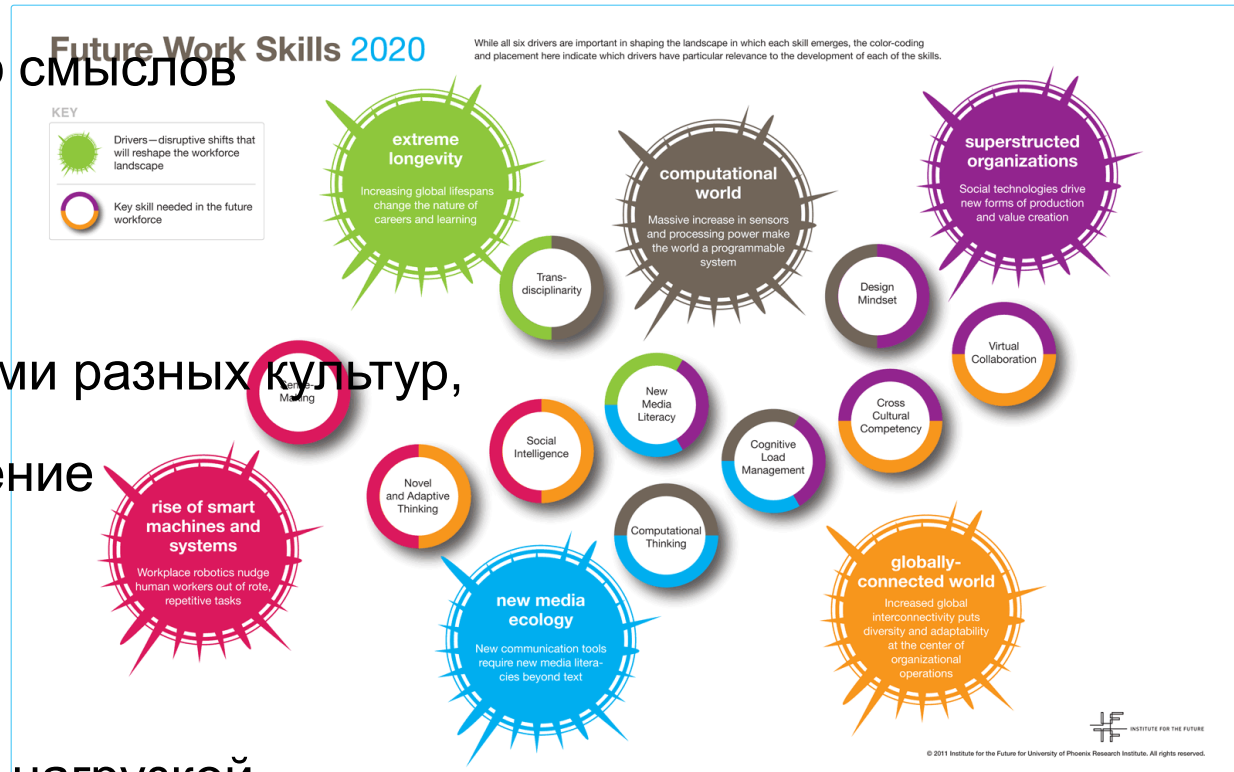 Future Work Skills 2020
While all six drivers are important in shaping the landscape in which each skill emerges, the color-coding
and placement here indicate which drivers have particular relevance to the development of each of the skills.
смыслов
KEY
Drivers—disruptive shifts that
will reshape the workforce
landscape
Key skill needed in the future
workforce
extreme
longevity
Increasing global lifespans
change the nature of
careers and learning
computational
world
Massive increase in sensors
and processing power make
the world a programmable
system
superstructed
organizations
Social technologies drive
new forms of production
and value creation
Trans-
disciplinarity
Design
Mindset
Virtual
Collaboration
ми разных культур,
Sense-
Making
New
Media
Literacy
Cross
Cultural
Competency
Social
Intelligence
Cognitive
Load
Management
ение
Novel
and Adaptive
Thinking
Computational
Thinking
rise of smart
machines and
systems
Workplace robotics nudge
human workers out of rote,
repetitive tasks
new media
ecology
New communication tools
require new media litera-
cies beyond text
globally-
connected world
Increased global
interconnectivity puts
diversity and adaptability
at the center of
organizational
operations
INSTITUTE FOR THE FUTURE
© 2011 Institute for the Future for University of Phoenix Research Institute. All rights reserved.
нагрузкой